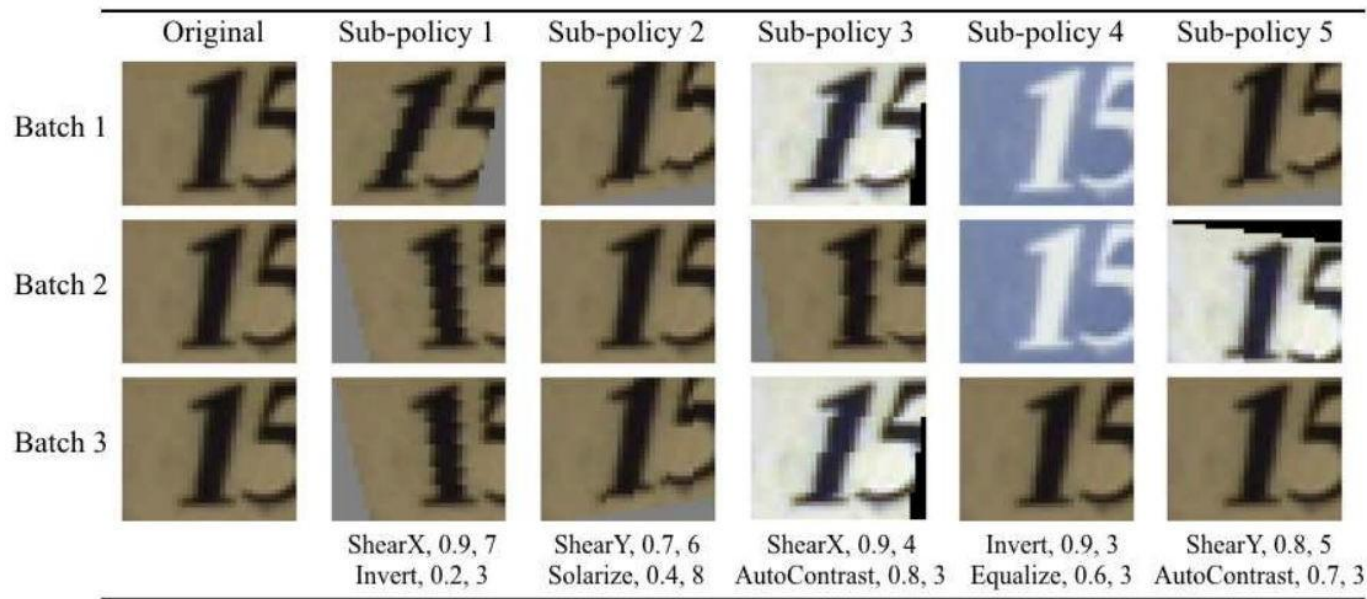 Original Sub-policy 1 Sub-policy 2 Sub-policy 3 Sub-policy 4 Sub-policy 5
Batch 1 15 15 15 15 15 15
Batch 2 15 15 15 15 15 15
Batch 3 15 15 15 15 15 15
ShearX, 0.9, 7 ShearY, 0.7, 6 ShearX, 0.9, 4 Invert, 0.9, 3 ShearY, 0.8, 5
Invert, 0.2, 3 Solarize, 0.4, 8 AutoContrast, 0.8, 3 Equalize, 0.6, 3 AutoContrast, 0.7, 3